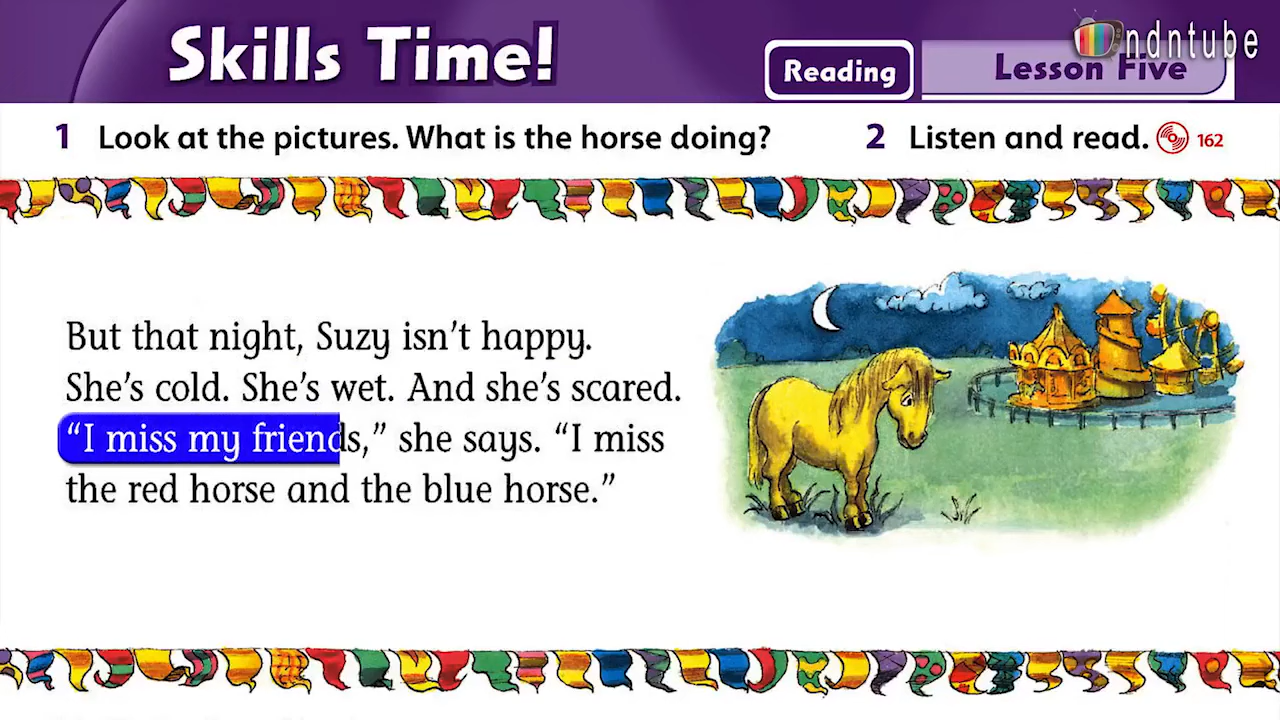 Skills Time!
Reading
Lesson Five
ndntube
1 Look at the pictures. What is the horse doing?
2 Listen and read. 162
But that night, Suzy isn’t happy.
She’s cold. She’s wet. And she’s scared.
“I miss my friends,” she says. “I miss
the red horse and the blue horse.”